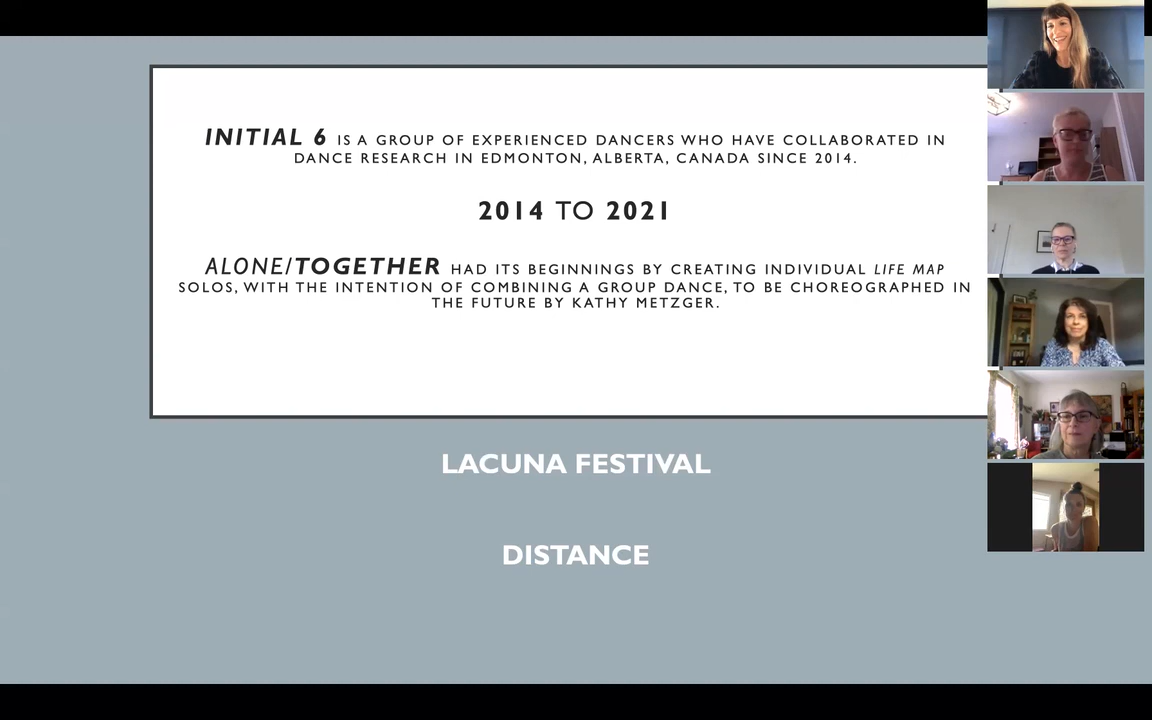 INITIAL 6 IS A GROUP OF EXPERIENCED DANCERS WHO HAVE COLLABORATED IN
DANCE RESEARCH IN EDMONTON, ALBERTA, CANADA SINCE 2014.
2014 TO 2021
ALONE/TOGETHER HAD ITS BEGINNINGS BY CREATING INDIVIDUAL LIFE MAP
SOLOS, WITH THE INTENTION OF COMBINING A GROUP DANCE, TO BE CHOREOGRAPHED IN
THE FUTURE BY KATHY METZGER.
LACUNA FESTIVAL
DISTANCE